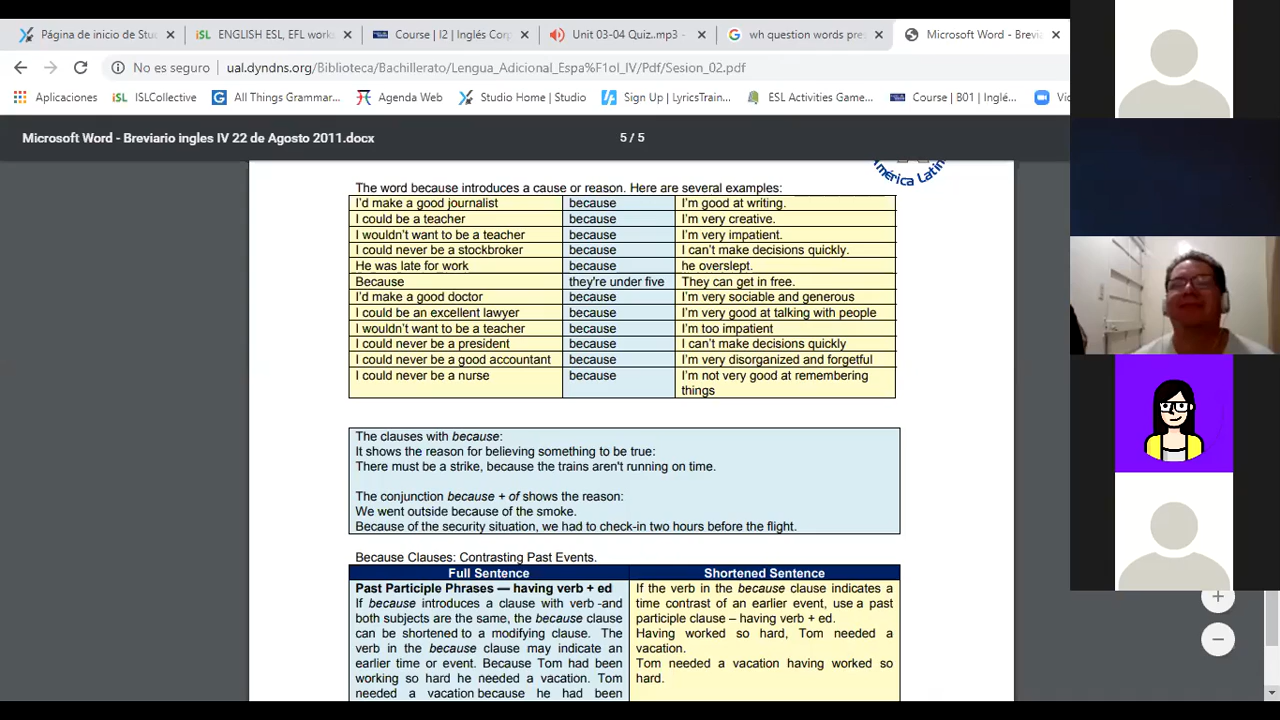 Página de inicio de Stu
ENGLISH ESL, EFL work
Course | I2 | Inglés Corp
Unit 03-04 Quiz..mp3 -
wh question words pre
Microsoft Word - Brevia
No es seguro
ual.dyndns.org/Biblioteca/Bachillerato/Lengua_Adicional_Espa%F1ol_IV/Pdf/Sesion_02.pdf
Aplicaciones
ISLCollective
All Things Grammar...
Agenda Web
Studio Home | Studio
Sign Up | LyricsTrain...
ESL Activities Game...
Course | B01 | Inglé...
Microsoft Word - Breviario ingles IV 22 de Agosto 2011.docx
5 / 5
América Latin
The word because introduces a cause or reason. Here are several examples:
I'd make a good journalist because I'm good at writing.
I could be a teacher because I'm very creative.
I wouldn't want to be a teacher because I'm very impatient.
I could never be a stockbroker because I can't make decisions quickly.
He was late for work because he overslept.
Because they're under five They can get in free.
I'd make a good doctor because I'm very sociable and generous
I could be an excellent lawyer because I'm very good at talking with people
I wouldn't want to be a teacher because I'm too impatient
I could never be a president because I can't make decisions quickly
I could never be a good accountant because I'm very disorganized and forgetful
I could never be a nurse because I'm not very good at remembering
things
The clauses with because:
It shows the reason for believing something to be true:
There must be a strike, because the trains aren't running on time.
The conjunction because + of shows the reason:
We went outside because of the smoke.
Because of the security situation, we had to check-in two hours before the flight.
Because Clauses: Contrasting Past Events.
Full Sentence
Past Participle Phrases — having verb + ed
If because introduces a clause with verb -and
both subjects are the same, the because clause
can be shortened to a modifying clause. The
verb in the because clause may indicate an
earlier time or event. Because Tom had been
working so hard he needed a vacation. Tom
needed a vacation because he had been
Shortened Sentence
If the verb in the because clause indicates a
time contrast of an earlier event, use a past
participle clause – having verb + ed.
Having worked so hard, Tom needed a
vacation.
Tom needed a vacation having worked so
hard.